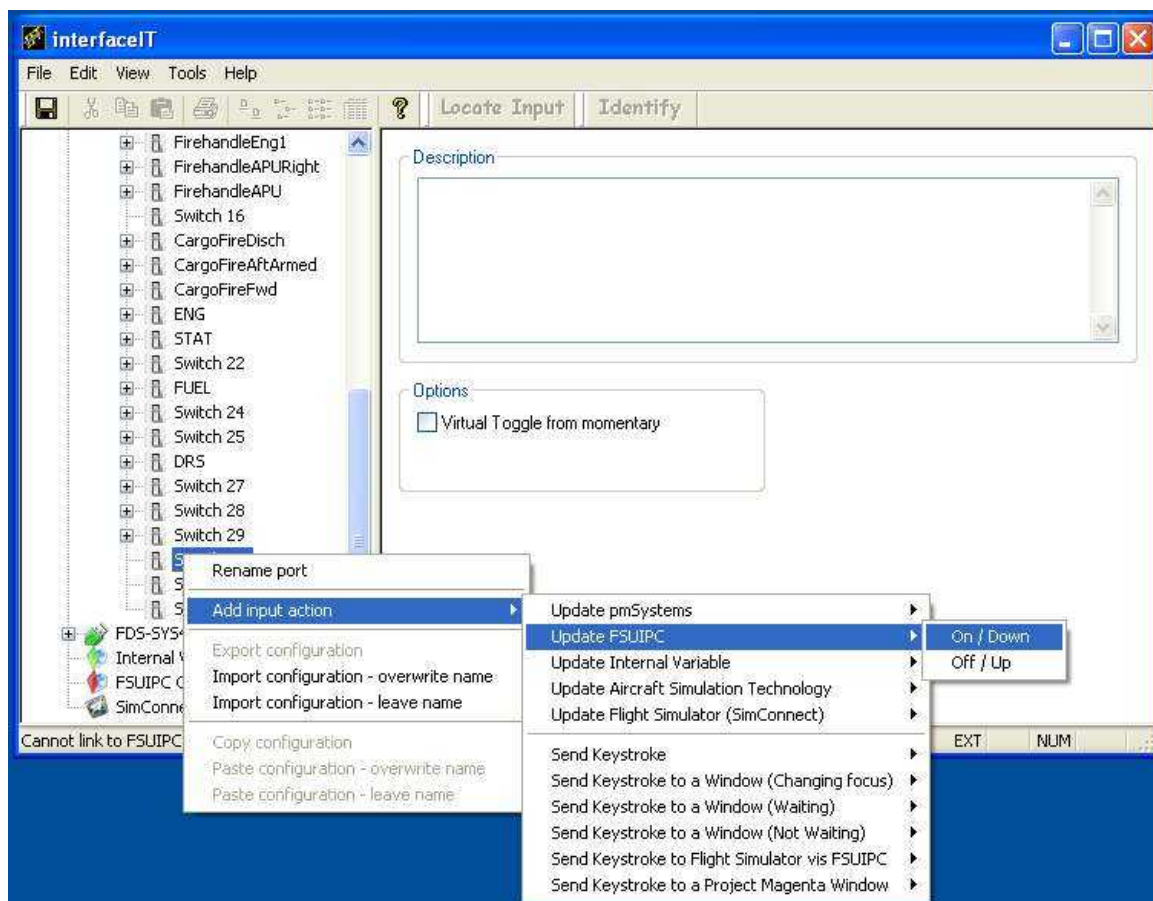 interfaceIT
File Edit View Tools Help
Locate Input Identify
FirehandleEng1
FirehandleAPURight
FirehandleAPU
Switch 16
CargoFireDisch
CargoFireAftArmed
CargoFireFwd
ENG
STAT
Switch 22
FUEL
Switch 24
Switch 25
DRS
Switch 27
Switch 28
Switch 29
S
S
S
FDS-SYS4
Internal V
FSUIPC
SimConne
Description
Options
Virtual Toggle from momentary
Rename port
Add input action
Export configuration
Import configuration - overwrite name
Import configuration - leave name
Copy configuration
Paste configuration - overwrite name
Paste configuration - leave name
Update pmSystems
Update FSUIPC
Update Internal Variable
Update Aircraft Simulation Technology
Update Flight Simulator (SimConnect)
Send Keystroke
Send Keystroke to a Window (Changing focus)
Send Keystroke to a Window (Waiting)
Send Keystroke to a Window (Not Waiting)
Send Keystroke to Flight Simulator vis FSUIPC
Send Keystroke to a Project Magenta Window
On / Down
Off / Up
Cannot link to FSUIPC
EXT NUM